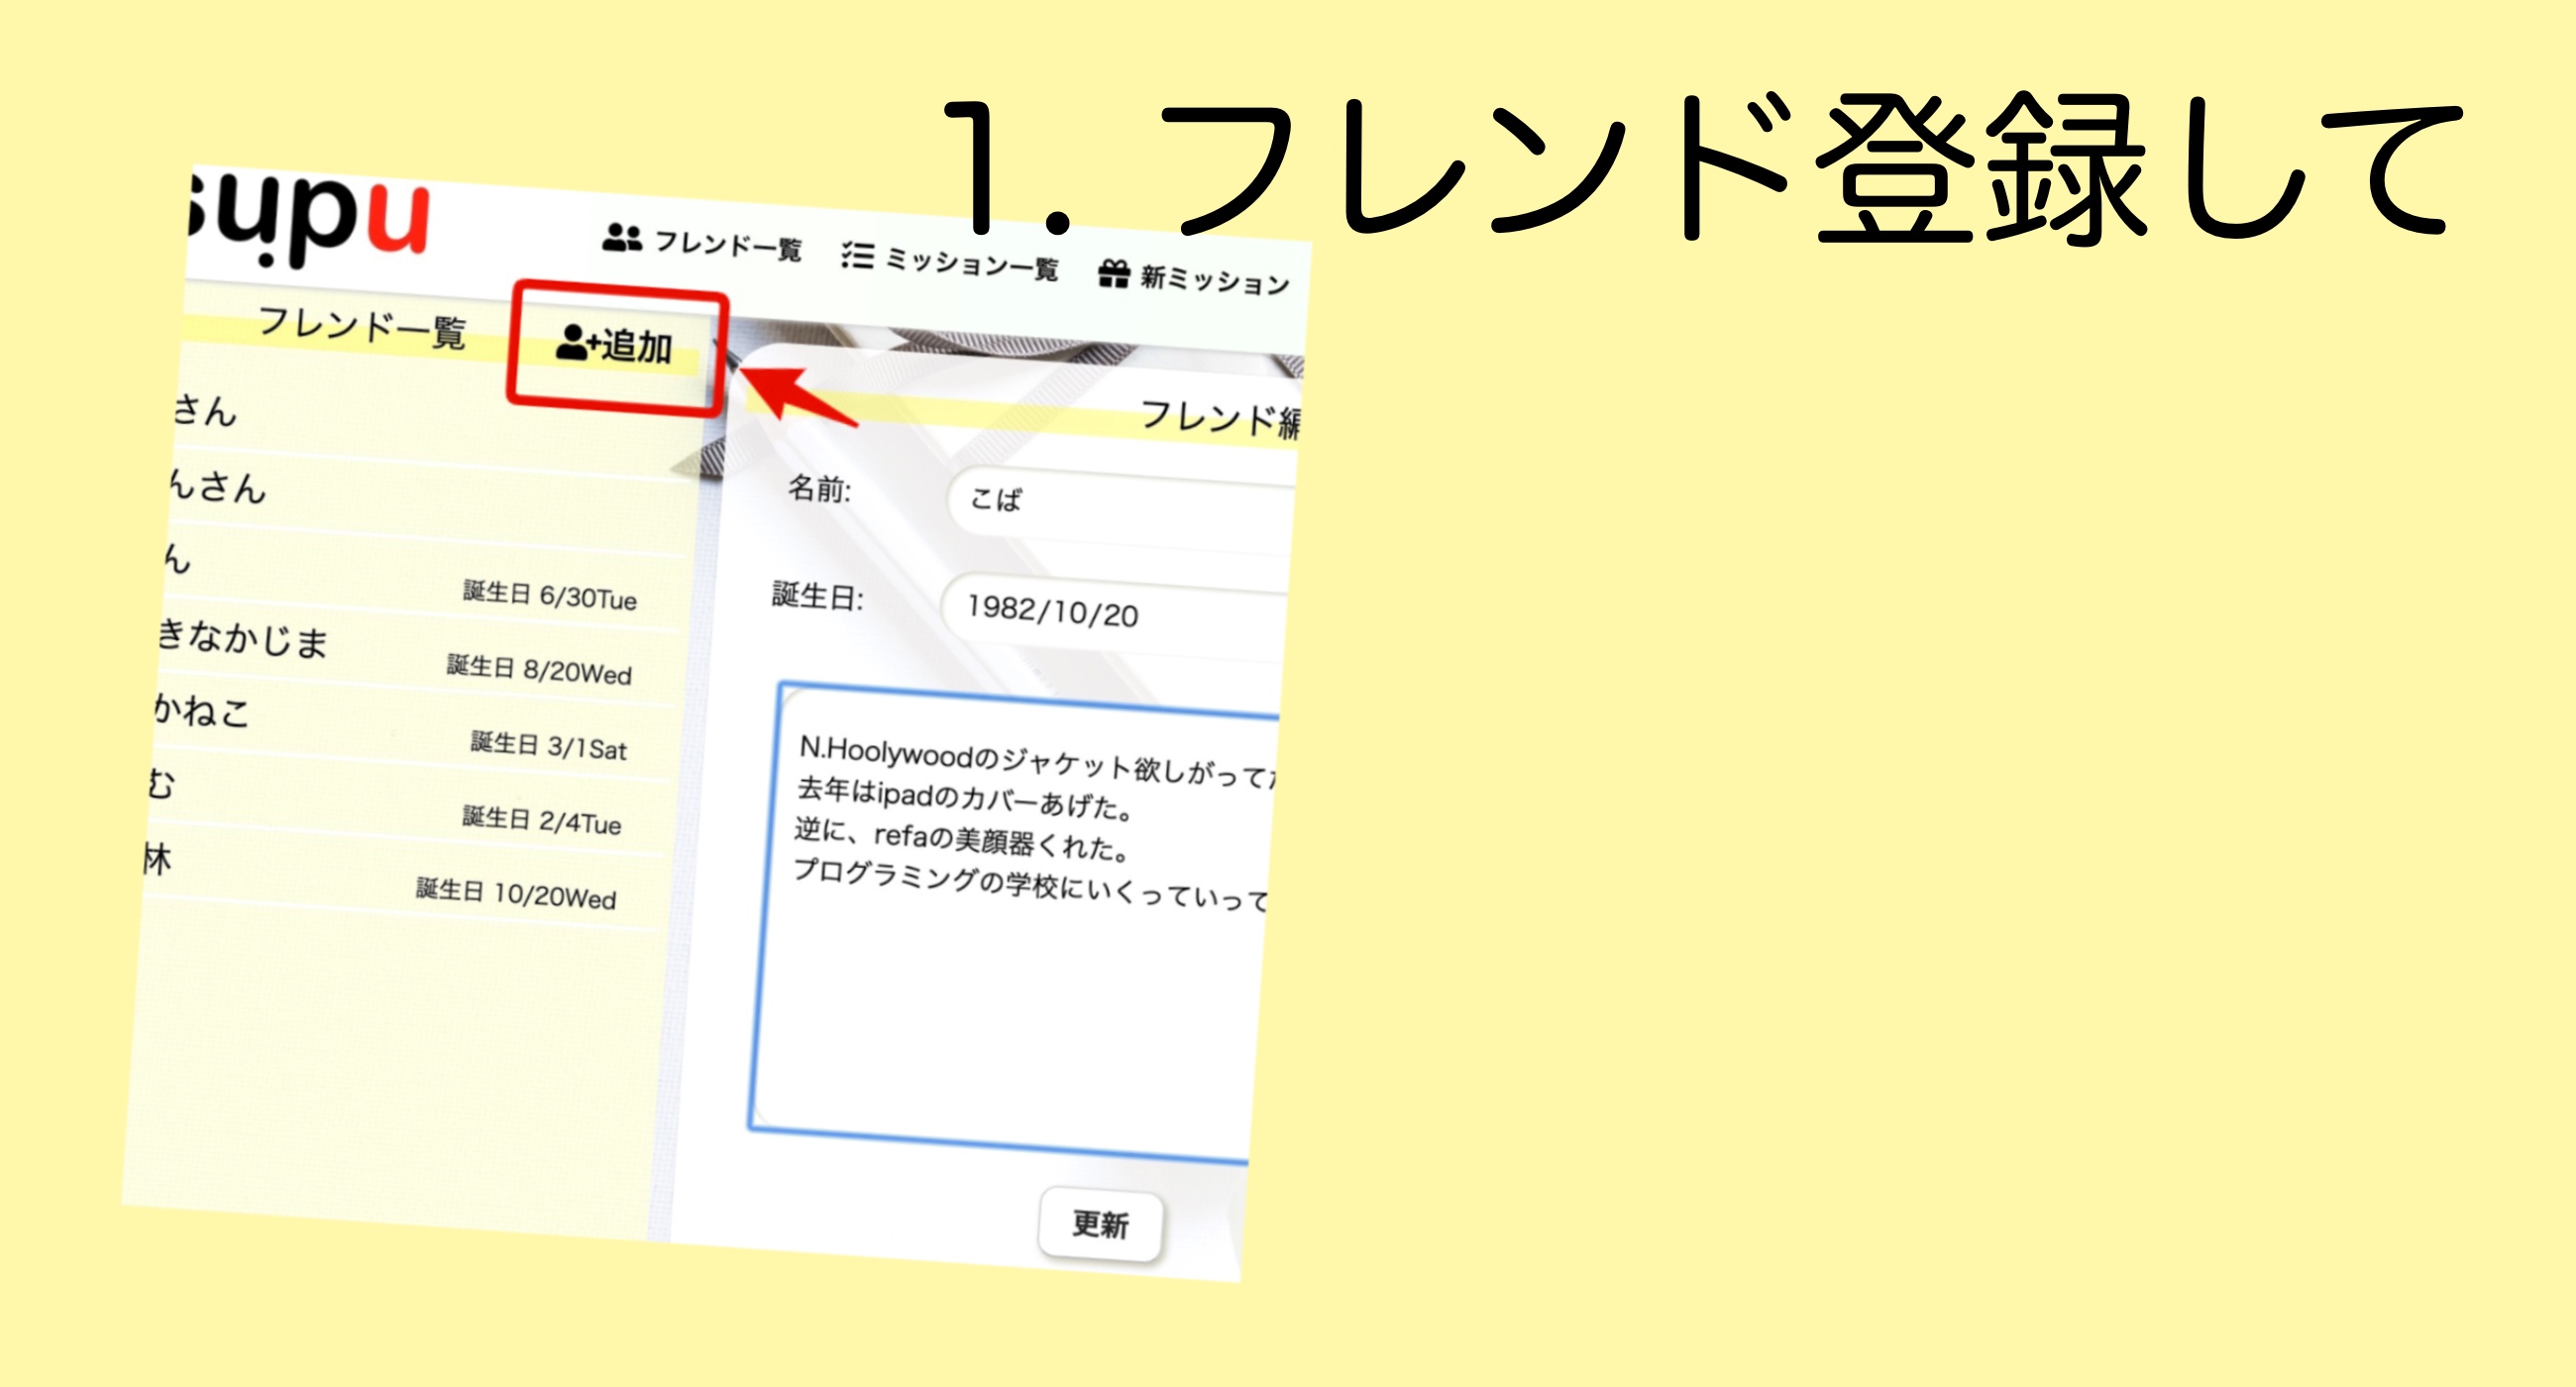 1. フレンド登録して
フレンド一覧 ミッション一覧 新ミッション
フレンド一覧 追加
さん
んさん
ん
誕生日 6/30Tue
きなかじま
誕生日 8/20Wed
かねこ
誕生日 3/1Sat
む
誕生日 2/4Tue
林
誕生日 10/20Wed
フレンド編
名前: こば
誕生日: 1982/10/20
N.Hoolywoodのジャケット欲しがって
去年はipadのカバーあげた。
逆に、refaの美顔器くれた。
プログラミングの学校にいくっていって
更新